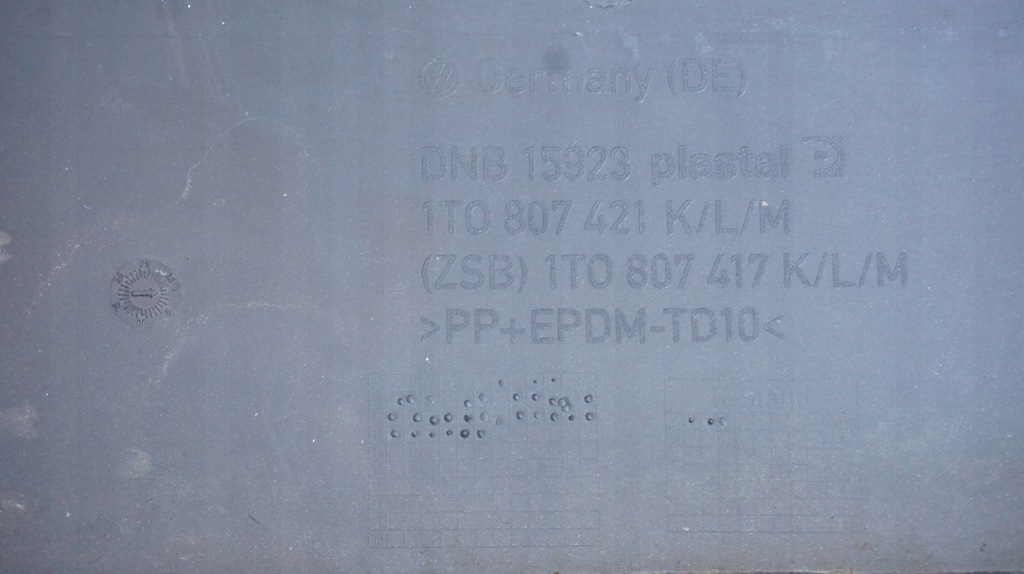 Germany (DE)
DNB 15923 plastal
1T0 807 421 K/L/M
(ZSB) 1T0 807 417 K/L/M
>PP+EPDM-TD10<